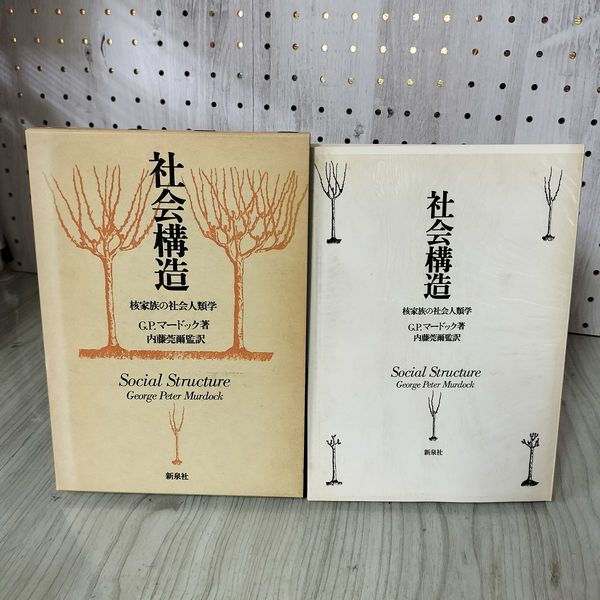 社会構造
核家族の社会人類学
G.P.マードック著
内藤莞爾監訳
Social Structure
George Peter Murdock
新泉社
社会構造
核家族の社会人類学
G.P.マードック著
内藤莞爾監訳
Social Structure
George Peter Murdock
新泉社